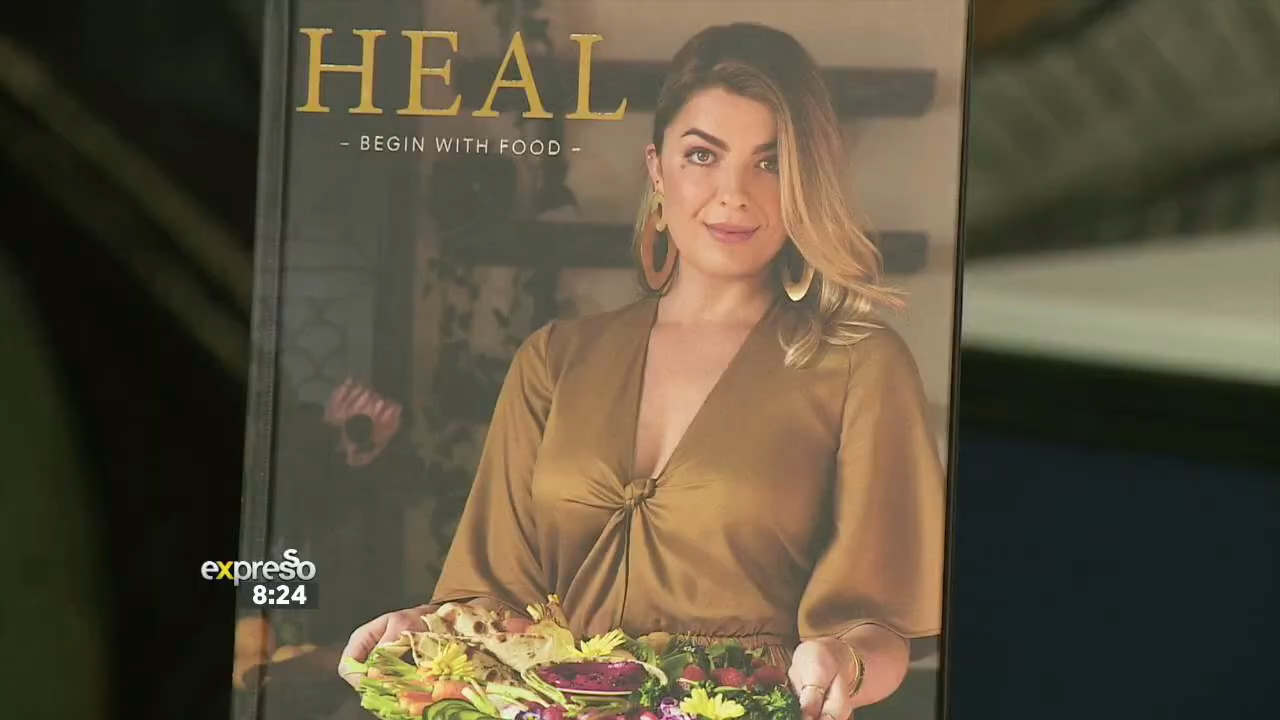 HEAL
– BEGIN WITH FOOD –
expresso
8:24